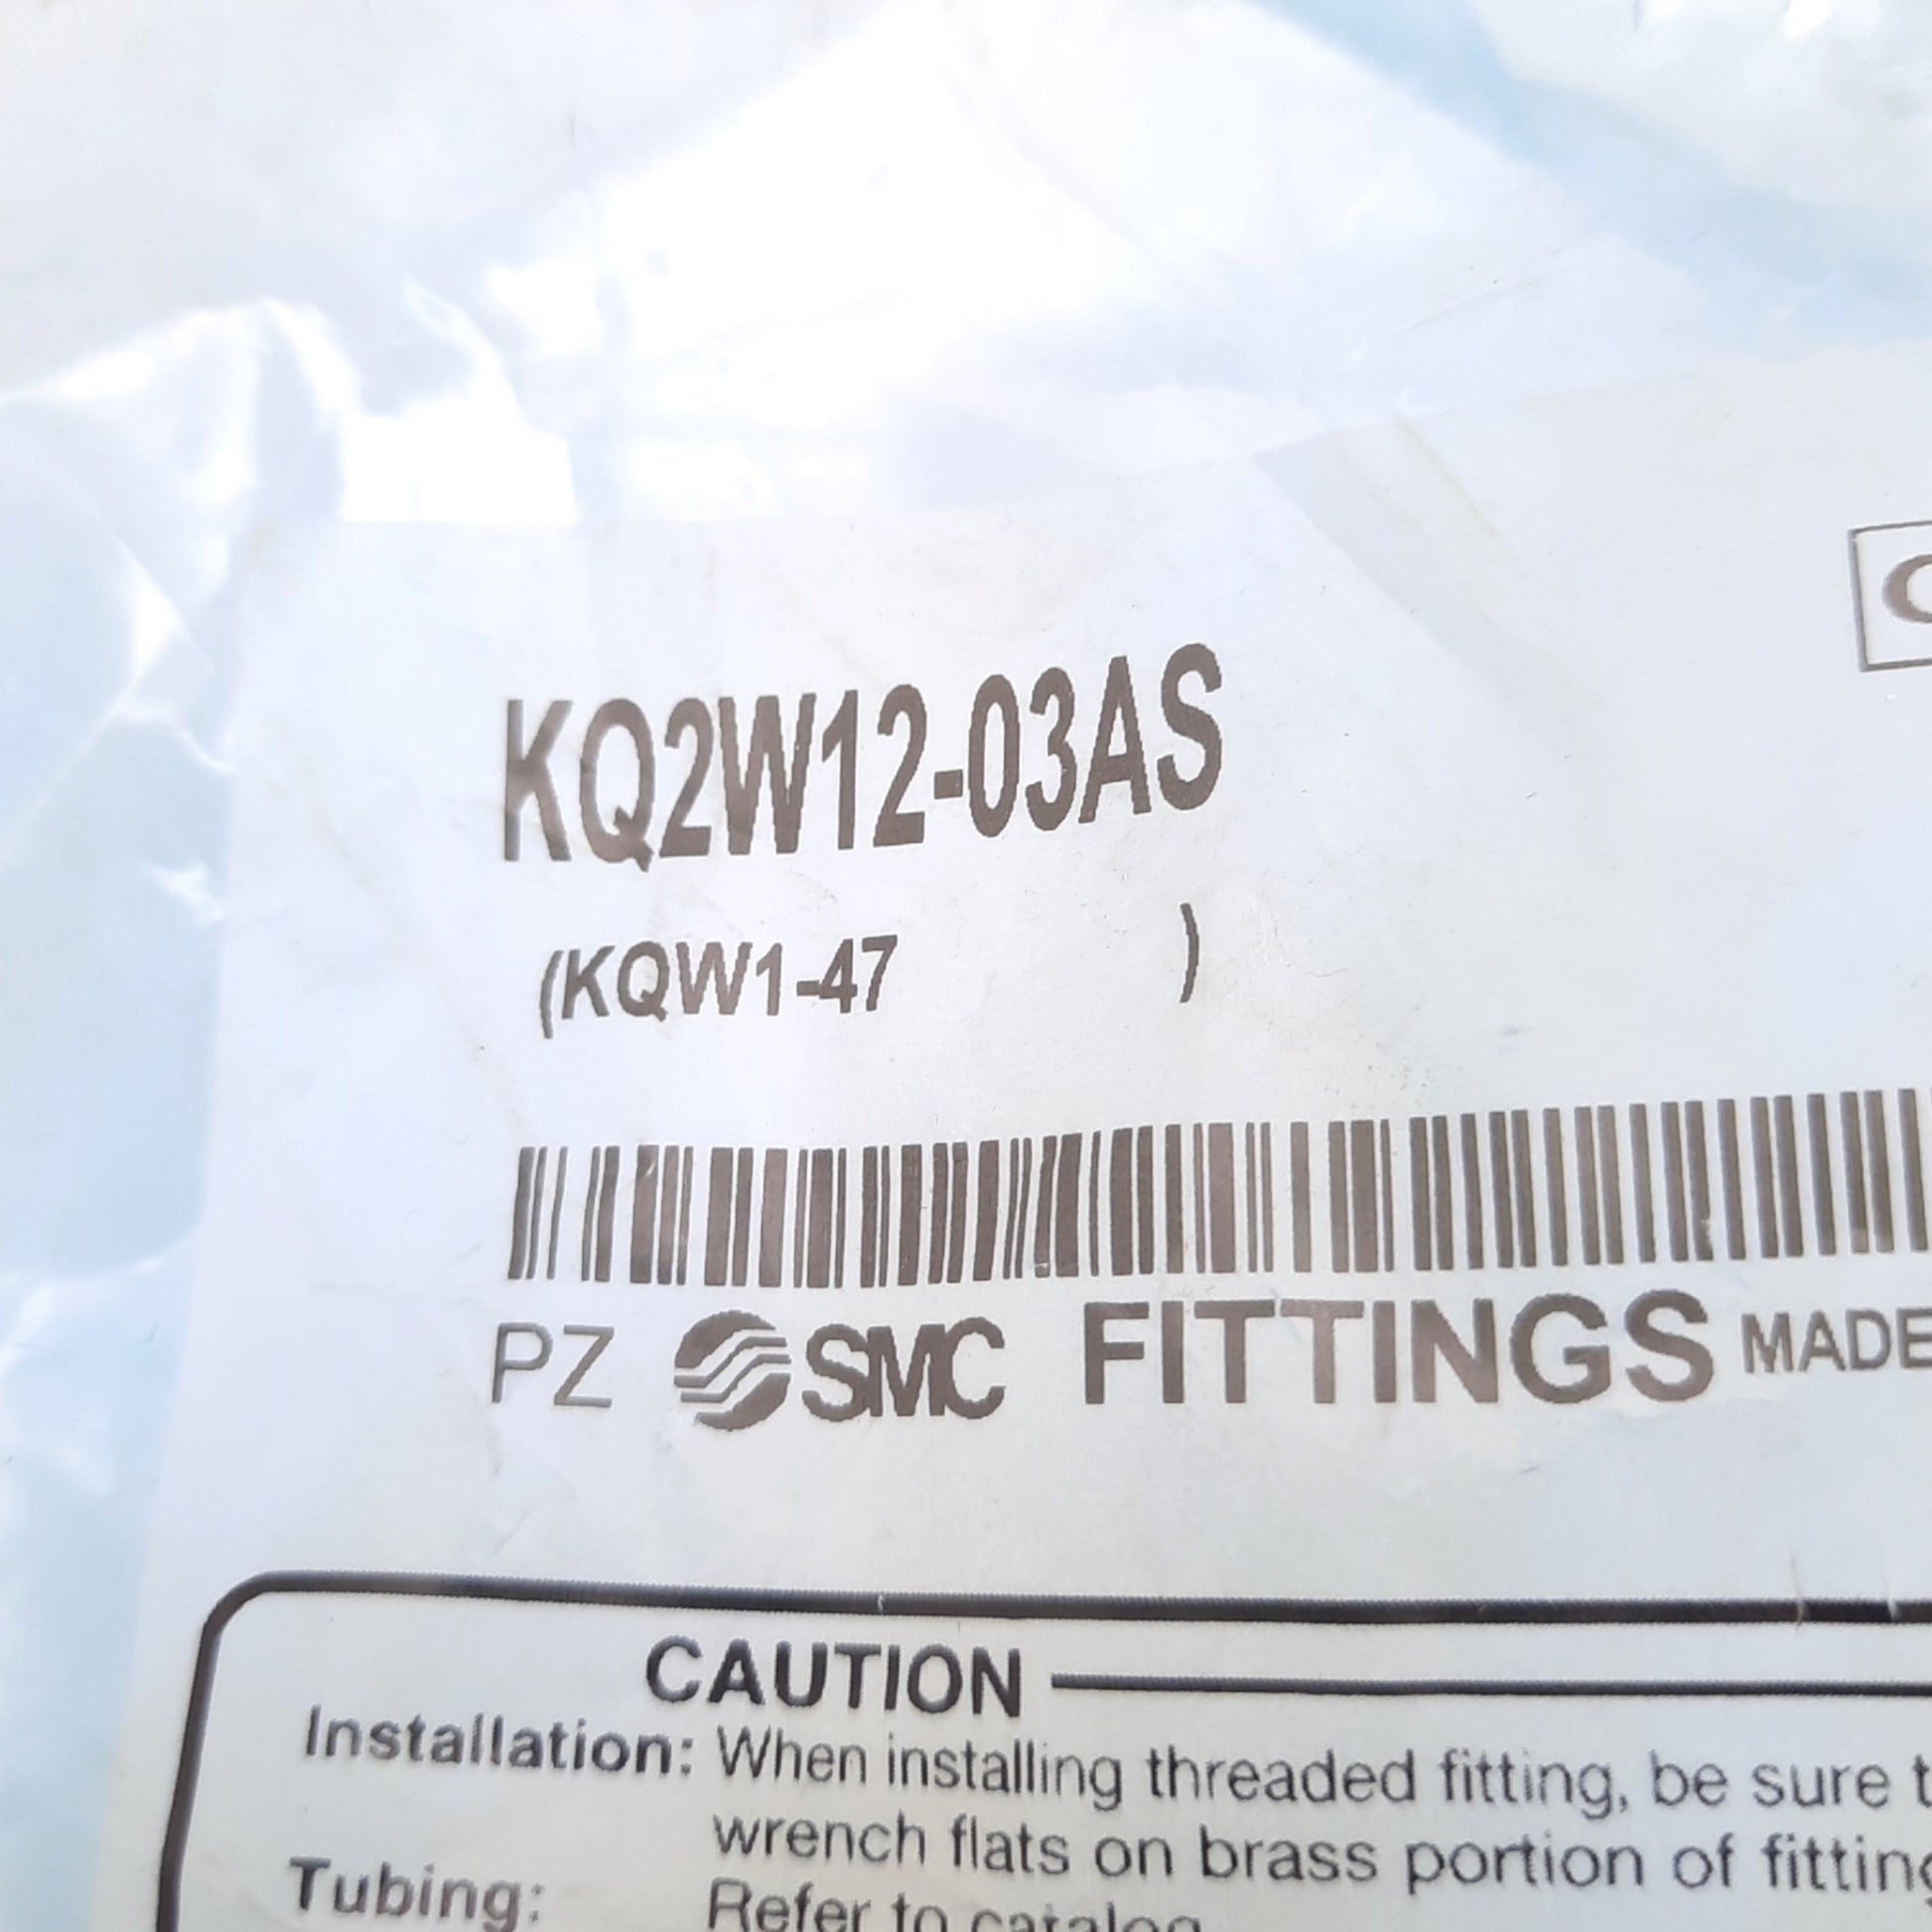 KQ2W12-03AS
(KQW1-47 )
PZ SMC FITTINGS MADE
CAUTION
Installation: When installing threaded fitting, be sure
wrench flats on brass portion of fitting
Tubing: Refer to catalog